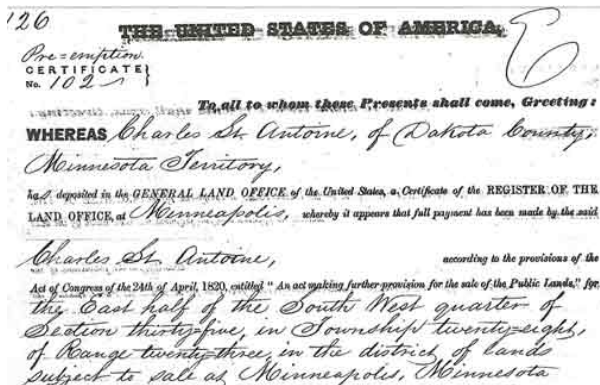 126
THE UNITED STATES OF AMERICA,
Pre=emption
CERTIFICATE
No. 102
To all to whom these Presents shall come, Greeting:
WHEREAS Charles St. Antoine, of Dakota County,
Minnesota Territory,
has deposited in the GENERAL LAND OFFICE of the United States, a Certificate of the REGISTER OF THE
LAND OFFICE, at Minneapolis, whereby it appears that full payment has been made by the said
Charles St. Antoine, according to the provisions of the
Act of Congress of the 24th of April, 1820, entitled "An act making further provision for the sale of the Public Lands," for
the East half of the South West quarter of
Section thirty=five, in Township twenty=eight,
of Range twenty=three, in the district of lands
subject to sale at Minneapolis, Minnesota